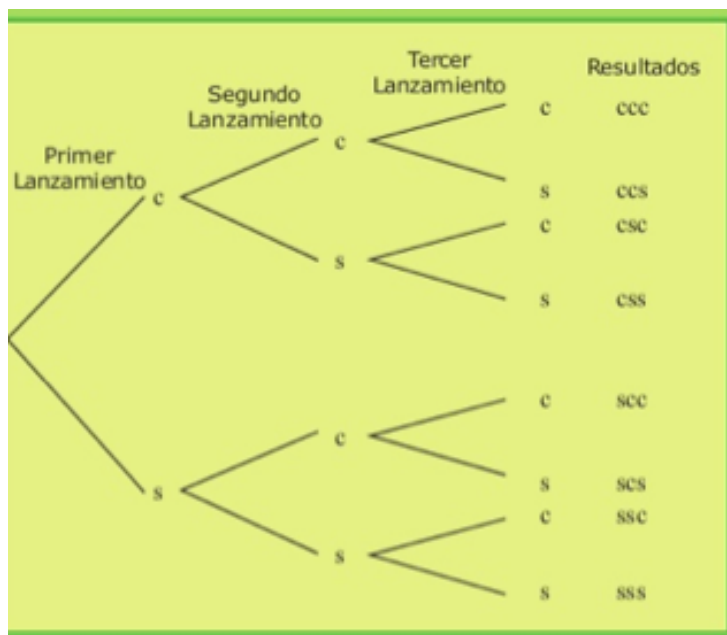 Primer
Lanzamiento
Segundo
Lanzamiento
Tercer
Lanzamiento
Resultados
c
s
c
s
c
s
c
s
c
s
c
s
c
s
ccc
ccs
csc
css
scc
scs
ssc
sss